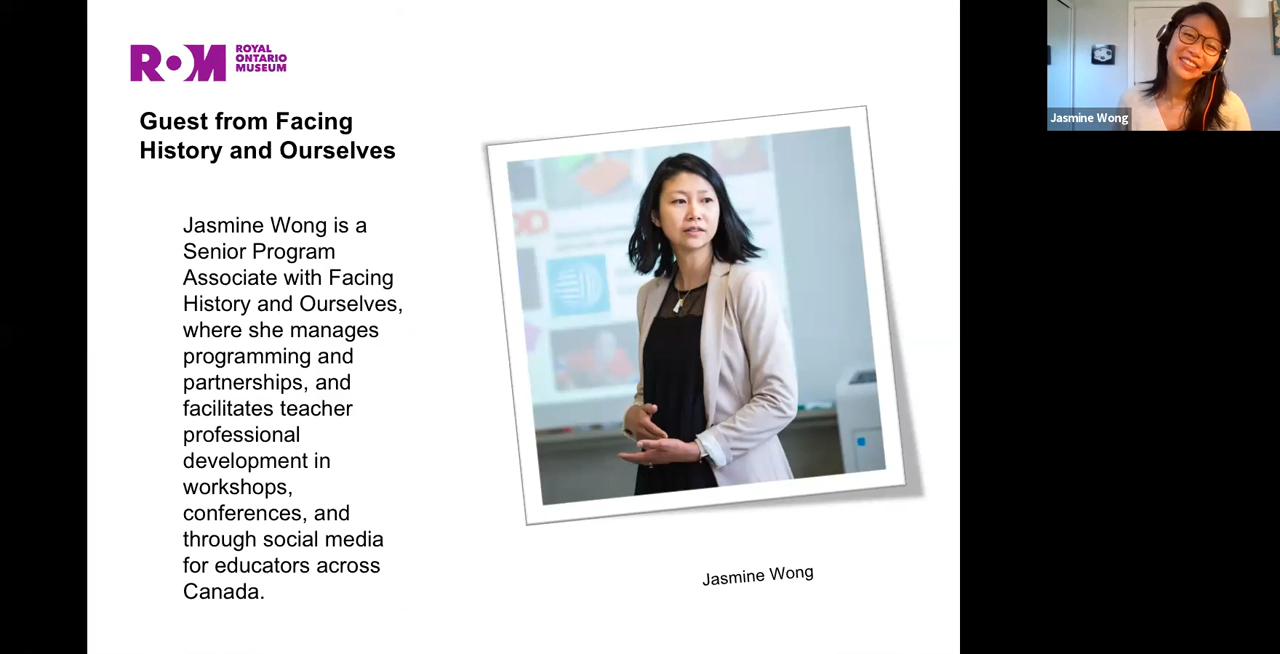 ROM
ROYAL
ONTARIO
MUSEUM
Guest from Facing
History and Ourselves
Jasmine Wong is a
Senior Program
Associate with Facing
History and Ourselves,
where she manages
programming and
partnerships, and
facilitates teacher
professional
development in
workshops,
conferences, and
through social media
for educators across
Canada.
Jasmine Wong
Jasmine Wong